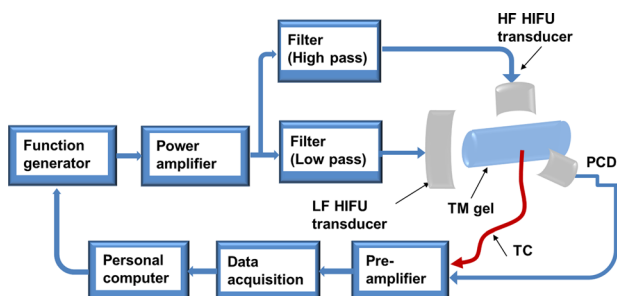 HF HIFU
transducer
Filter
(High pass)
Function
generator
Power
amplifier
Filter
(Low pass)
PCD
LF HIFU
transducer
TM gel
TC
Personal
computer
Data
acquisition
Pre-
amplifier